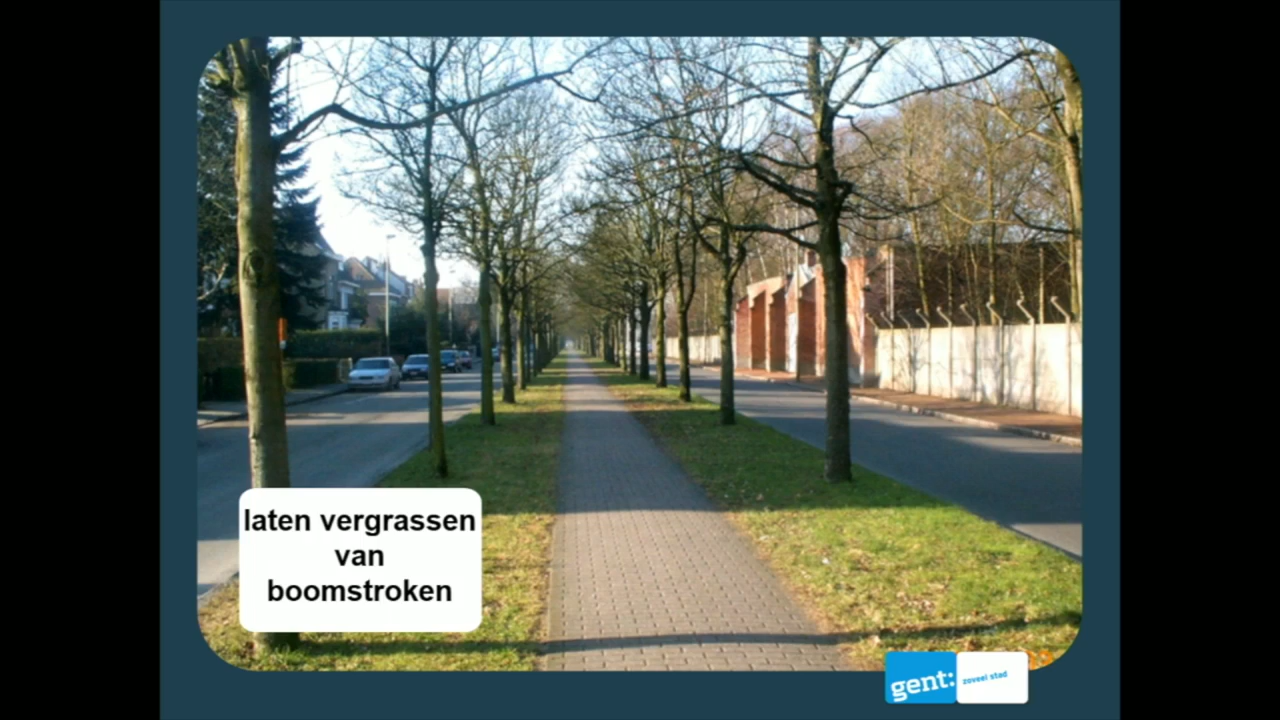 laten vergrassen
van
boomstroken
gent:
zoveel stad